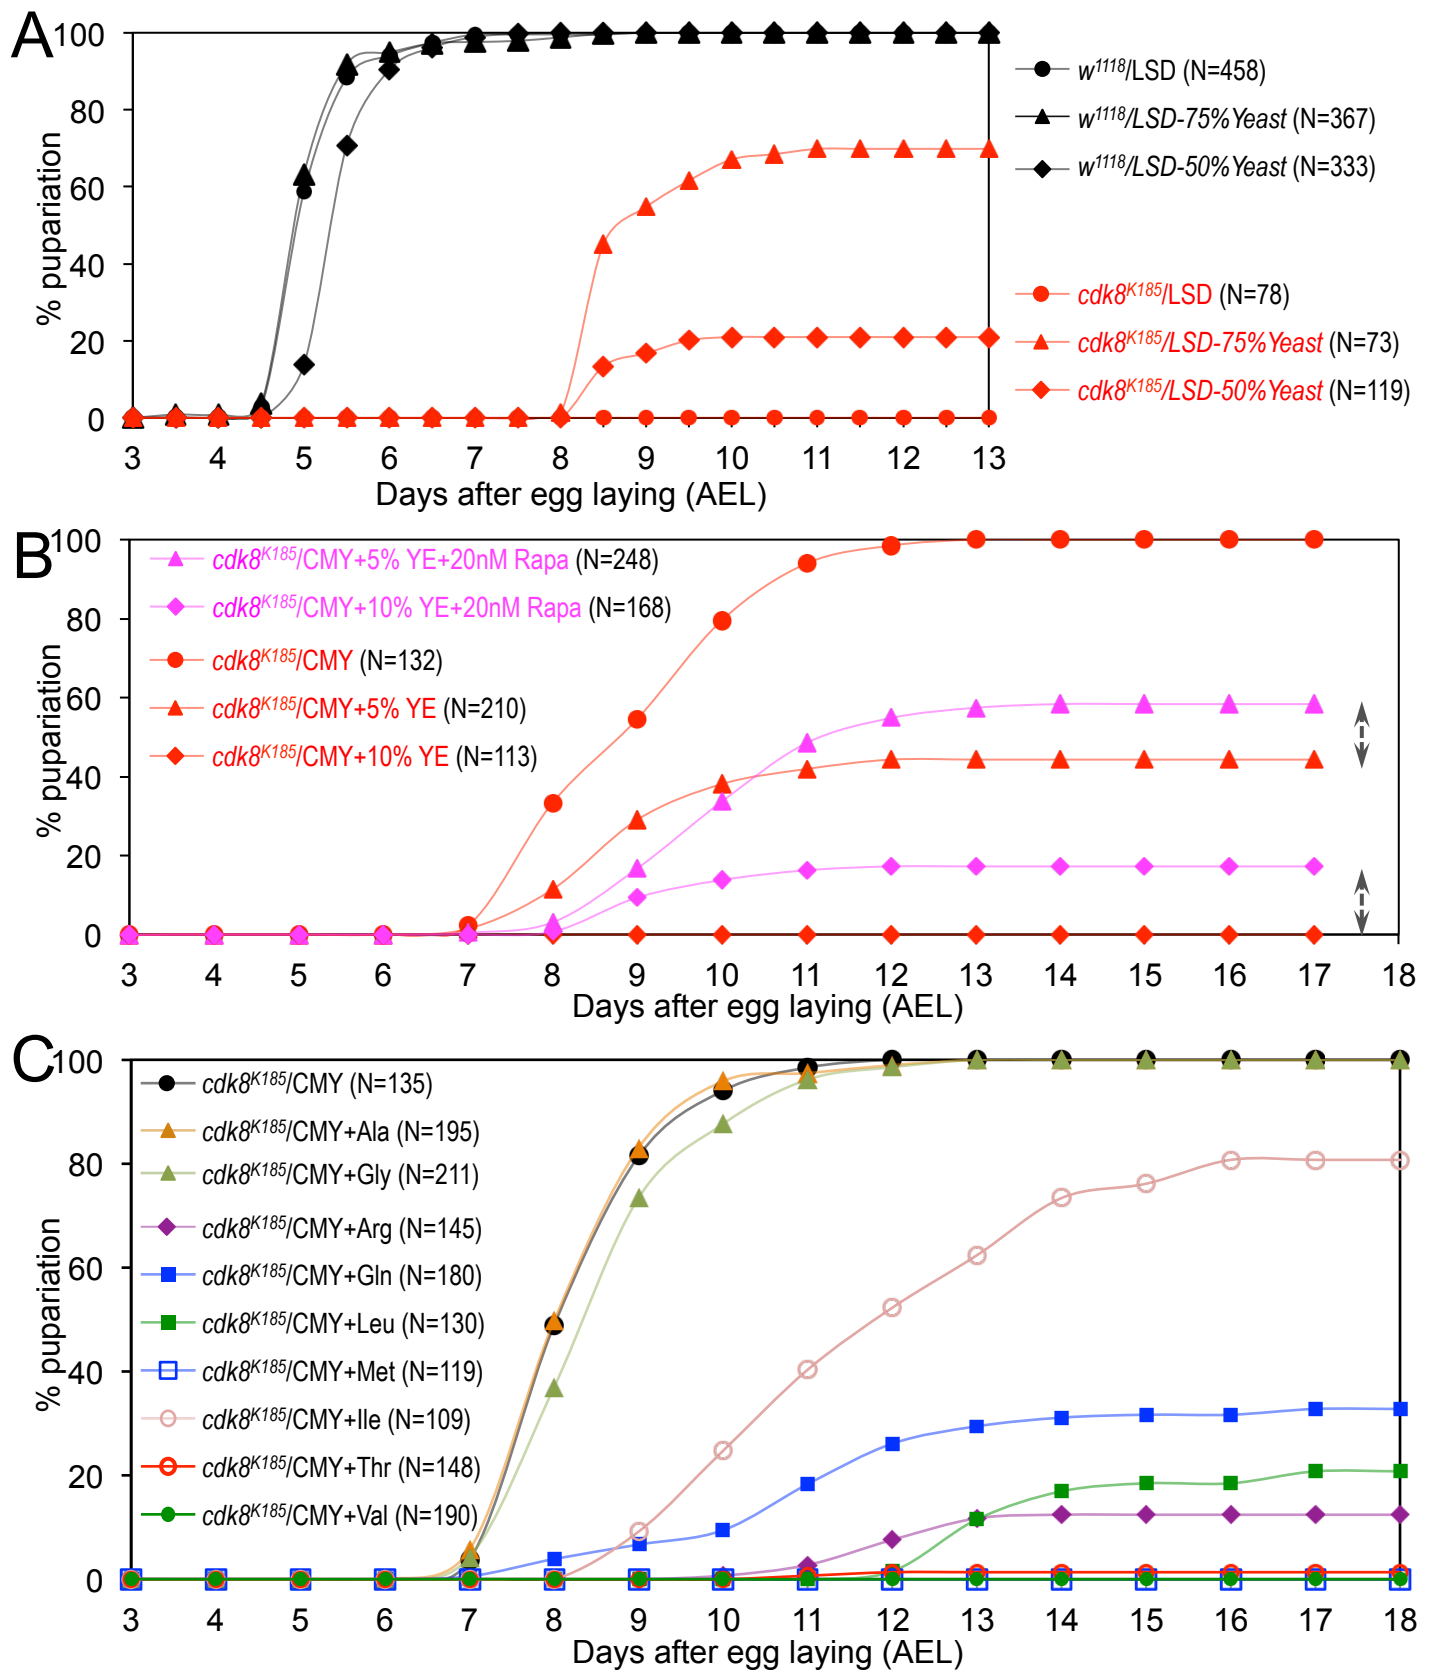 A
100
80
60
40
20
0
% pupariation
3 4 5 6 7 8 9 10 11 12 13
Days after egg laying (AEL)
w1118/LSD (N=458)
w1118/LSD-75%Yeast (N=367)
w1118/LSD-50%Yeast (N=333)
cdk8K185/LSD (N=78)
cdk8K185/LSD-75%Yeast (N=73)
cdk8K185/LSD-50%Yeast (N=119)
B
100
80
60
40
20
0
% pupariation
cdk8K185/CMY+5% YE+20nM Rapa (N=248)
cdk8K185/CMY+10% YE+20nM Rapa (N=168)
cdk8K185/CMY (N=132)
cdk8K185/CMY+5% YE (N=210)
cdk8K185/CMY+10% YE (N=113)
3 4 5 6 7 8 9 10 11 12 13 14 15 16 17 18
Days after egg laying (AEL)
C
100
80
60
40
20
0
% pupariation
cdk8K185/CMY (N=135)
cdk8K185/CMY+Ala (N=195)
cdk8K185/CMY+Gly (N=211)
cdk8K185/CMY+Arg (N=145)
cdk8K185/CMY+Gln (N=180)
cdk8K185/CMY+Leu (N=130)
cdk8K185/CMY+Met (N=119)
cdk8K185/CMY+Ile (N=109)
cdk8K185/CMY+Thr (N=148)
cdk8K185/CMY+Val (N=190)
3 4 5 6 7 8 9 10 11 12 13 14 15 16 17 18
Days after egg laying (AEL)